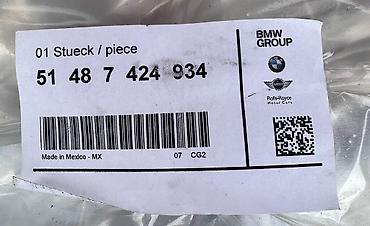 01 Stueck / piece
51 48 7 424 934
Made in Mexico - MX
07 CG2
BMW
GROUP
Rolls-Royce
Motor Cars